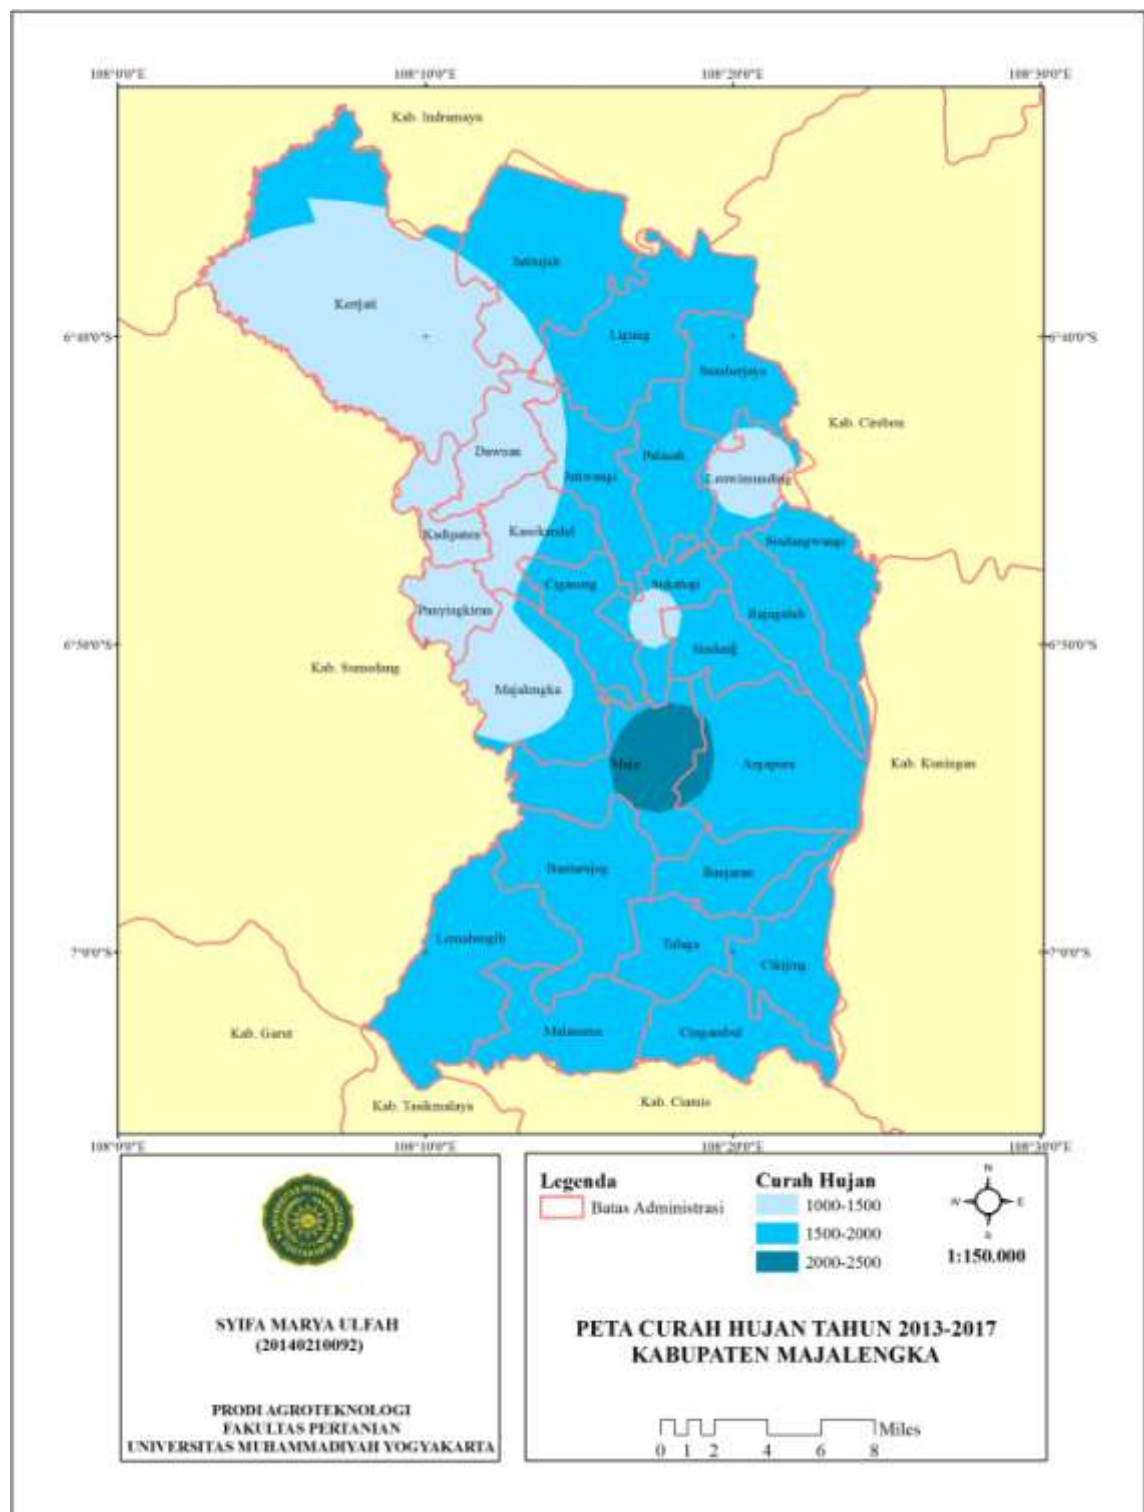 108°0'0"E 108°10'0"E 108°20'0"E 108°30'0"E
Kab. Indramayu
Jatitujuh
Kertjati
6°40'0"S Ligung 6°40'0"S
Sumberjaya
Kab. Cirebon
Dawuan Palasah
Jatiwangi Leuwimunding
Kadipaten Kasokandel Sindangwangi
Cigasong Sukahaji
Panyingkiran Rajagaluh
6°50'0"S Sindang 6°50'0"S
Kab. Sumedang
Majalengka
Maja Argapura Kab. Kuningan
Bantarujeg Banjaran
Lemahsugih Talaga
7°0'0"S Cikijing 7°0'0"S
Kab. Garut Malausma Cingambul
Kab. Tasikmalaya Kab. Ciamis
108°0'0"E 108°10'0"E 108°20'0"E 108°30'0"E
SYIFA MARYA ULFAH
(20140210092)
PRODI AGROTEKNOLOGI
FAKULTAS PERTANIAN
UNIVERSITAS MUHAMMADIYAH YOGYAKARTA
Legenda
Batas Administrasi
Curah Hujan
1000-1500
1500-2000
2000-2500
N
W E
S
1:150.000
PETA CURAH HUJAN TAHUN 2013-2017
KABUPATEN MAJALENGKA
Miles
0 1 2 4 6 8